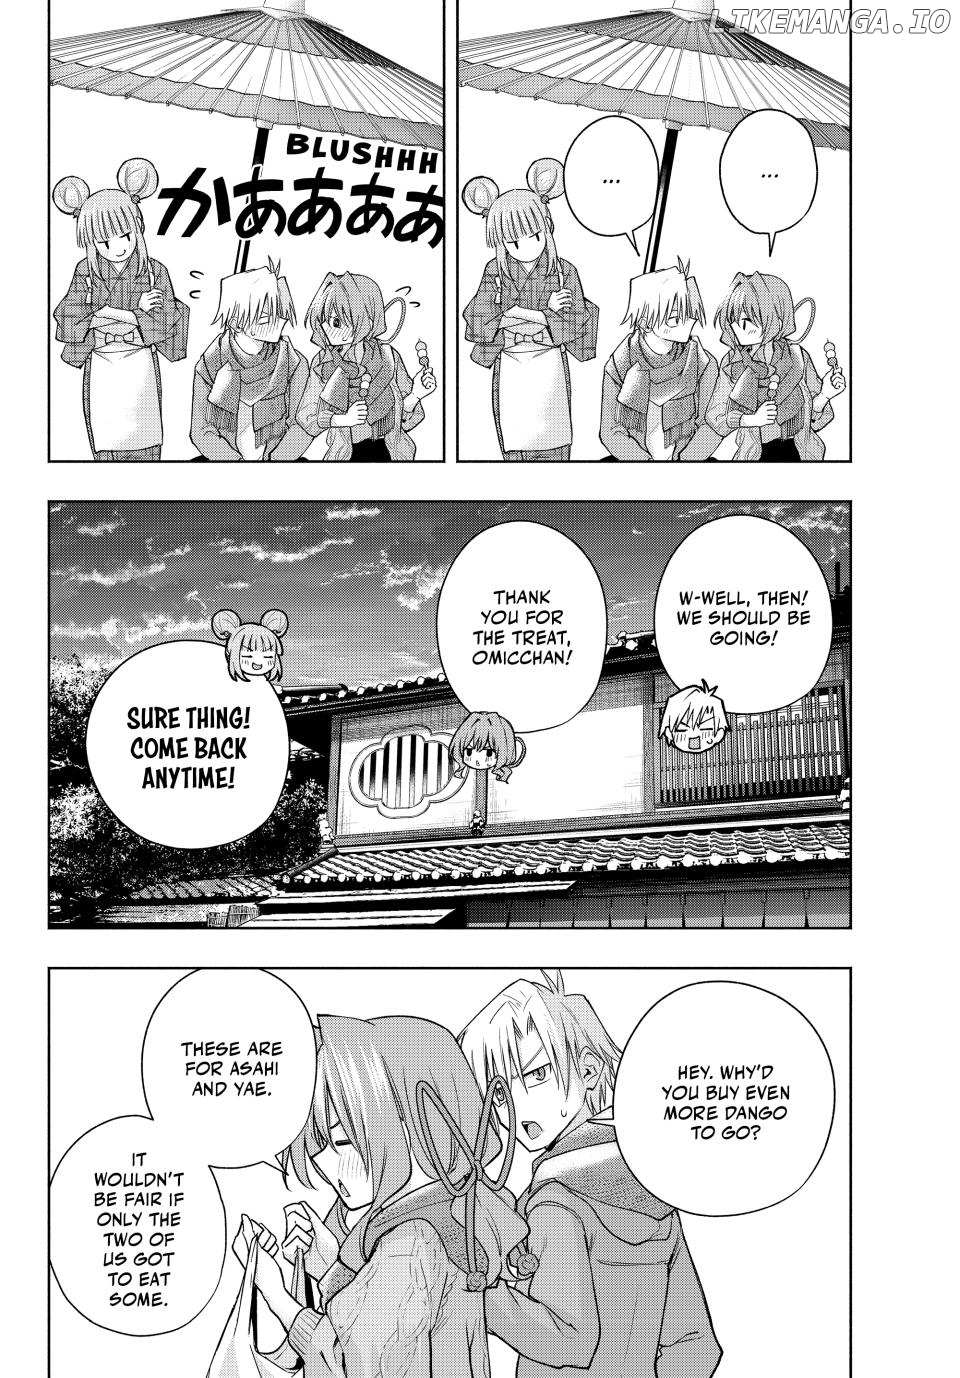 LIKEMANGA.IO
...
...
BLUSHHH
かああああ
W-WELL, THEN!
WE SHOULD BE
GOING!
THANK
YOU FOR
THE TREAT,
OMICCHAN!
SURE THING!
COME BACK
ANYTIME!
HEY. WHY'D
YOU BUY EVEN
MORE DANGO
TO GO?
THESE ARE
FOR ASAHI
AND YAE.
IT
WOULDN'T
BE FAIR IF
ONLY THE
TWO OF
US GOT
TO EAT
SOME.